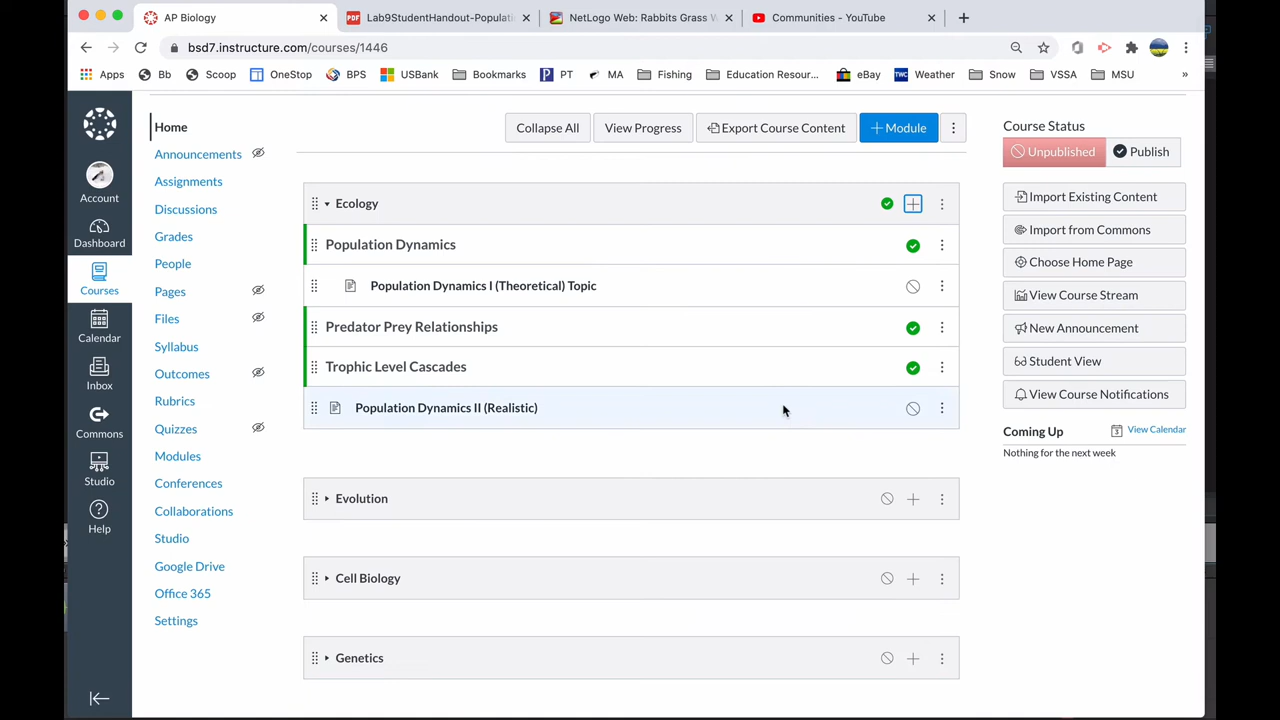 AP Biology
Lab9StudentHandout-Populat
NetLogo Web: Rabbits Grass W
Communities - YouTube
bsd7.instructure.com/courses/1446
Apps
Bb
Scoop
OneStop
BPS
USBank
Bookmarks
PT
MA
Fishing
Educationresour...
eBay
Weather
Snow
VSSA
MSU
»
Account
Dashboard
Courses
Calendar
Inbox
Commons
Studio
Help
Home
Announcements
Assignments
Discussions
Grades
People
Pages
Files
Syllabus
Outcomes
Rubrics
Quizzes
Modules
Conferences
Collaborations
Studio
Google Drive
Office 365
Settings
Collapse All
View Progress
Export Course Content
+ Module
Ecology
Population Dynamics
Population Dynamics I (Theoretical) Topic
Predator Prey Relationships
Trophic Level Cascades
Population Dynamics II (Realistic)
Evolution
Cell Biology
Genetics
Course Status
Unpublished
Publish
Import Existing Content
Import from Commons
Choose Home Page
View Course Stream
New Announcement
Student View
View Course Notifications
Coming Up
View Calendar
Nothing for the next week